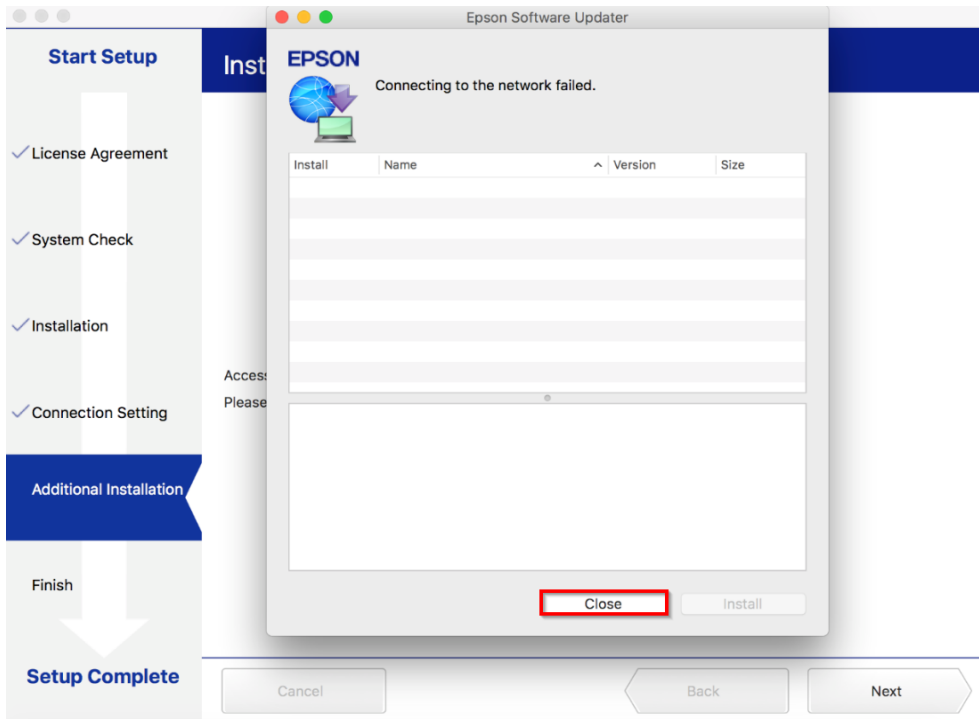 Epson Software Updater
Start Setup
Inst
EPSON
Connecting to the network failed.
Install Name Version Size
License Agreement
System Check
Installation
Access
Please
Connection Setting
Additional Installation
Finish
Close Install
Setup Complete
Cancel Back Next